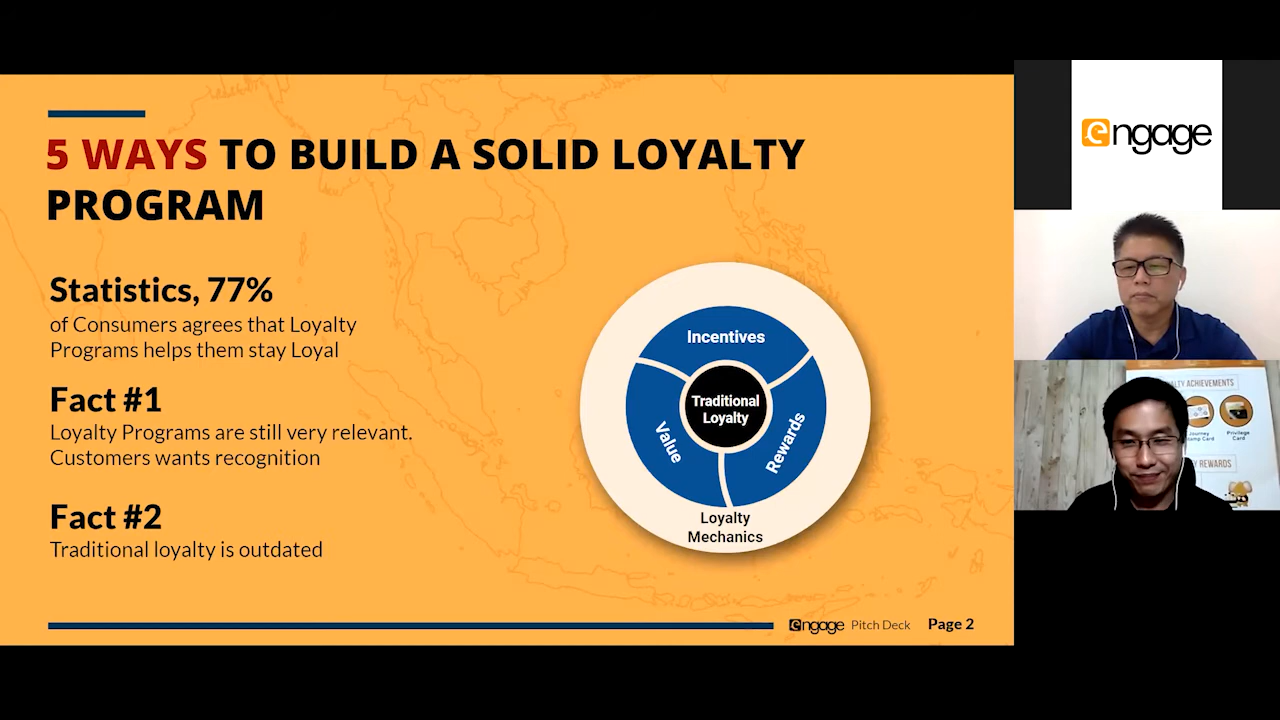 5 WAYS TO BUILD A SOLID LOYALTY
PROGRAM
Statistics, 77%
of Consumers agrees that Loyalty
Programs helps them stay Loyal
Fact #1
Loyalty Programs are still very relevant.
Customers wants recognition
Fact #2
Traditional loyalty is outdated
Incentives
Value
Rewards
Traditional
Loyalty
Loyalty
Mechanics
engage Pitch Deck Page 2
engage
ACHIEVEMENTS
Journey
Card
Privilege
Card
REWARDS